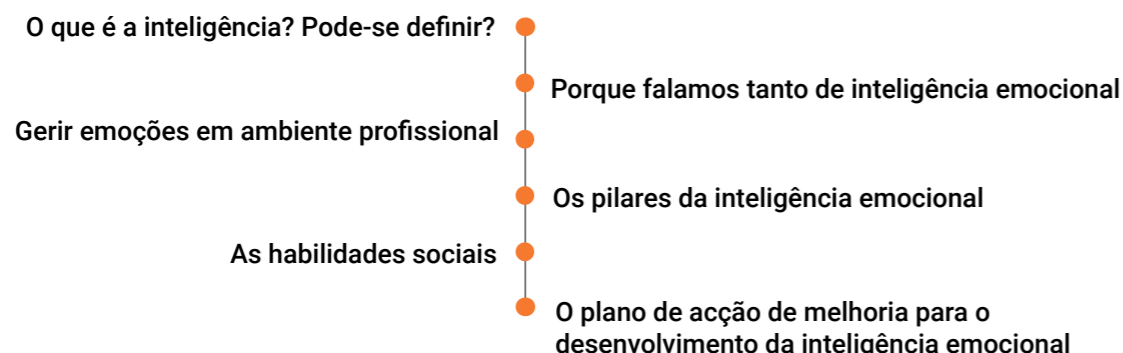 O que é a inteligência? Pode-se definir?
Porque falamos tanto de inteligência emocional
Gerir emoções em ambiente profissional
Os pilares da inteligência emocional
As habilidades sociais
O plano de acção de melhoria para o
desenvolvimento da inteligência emocional